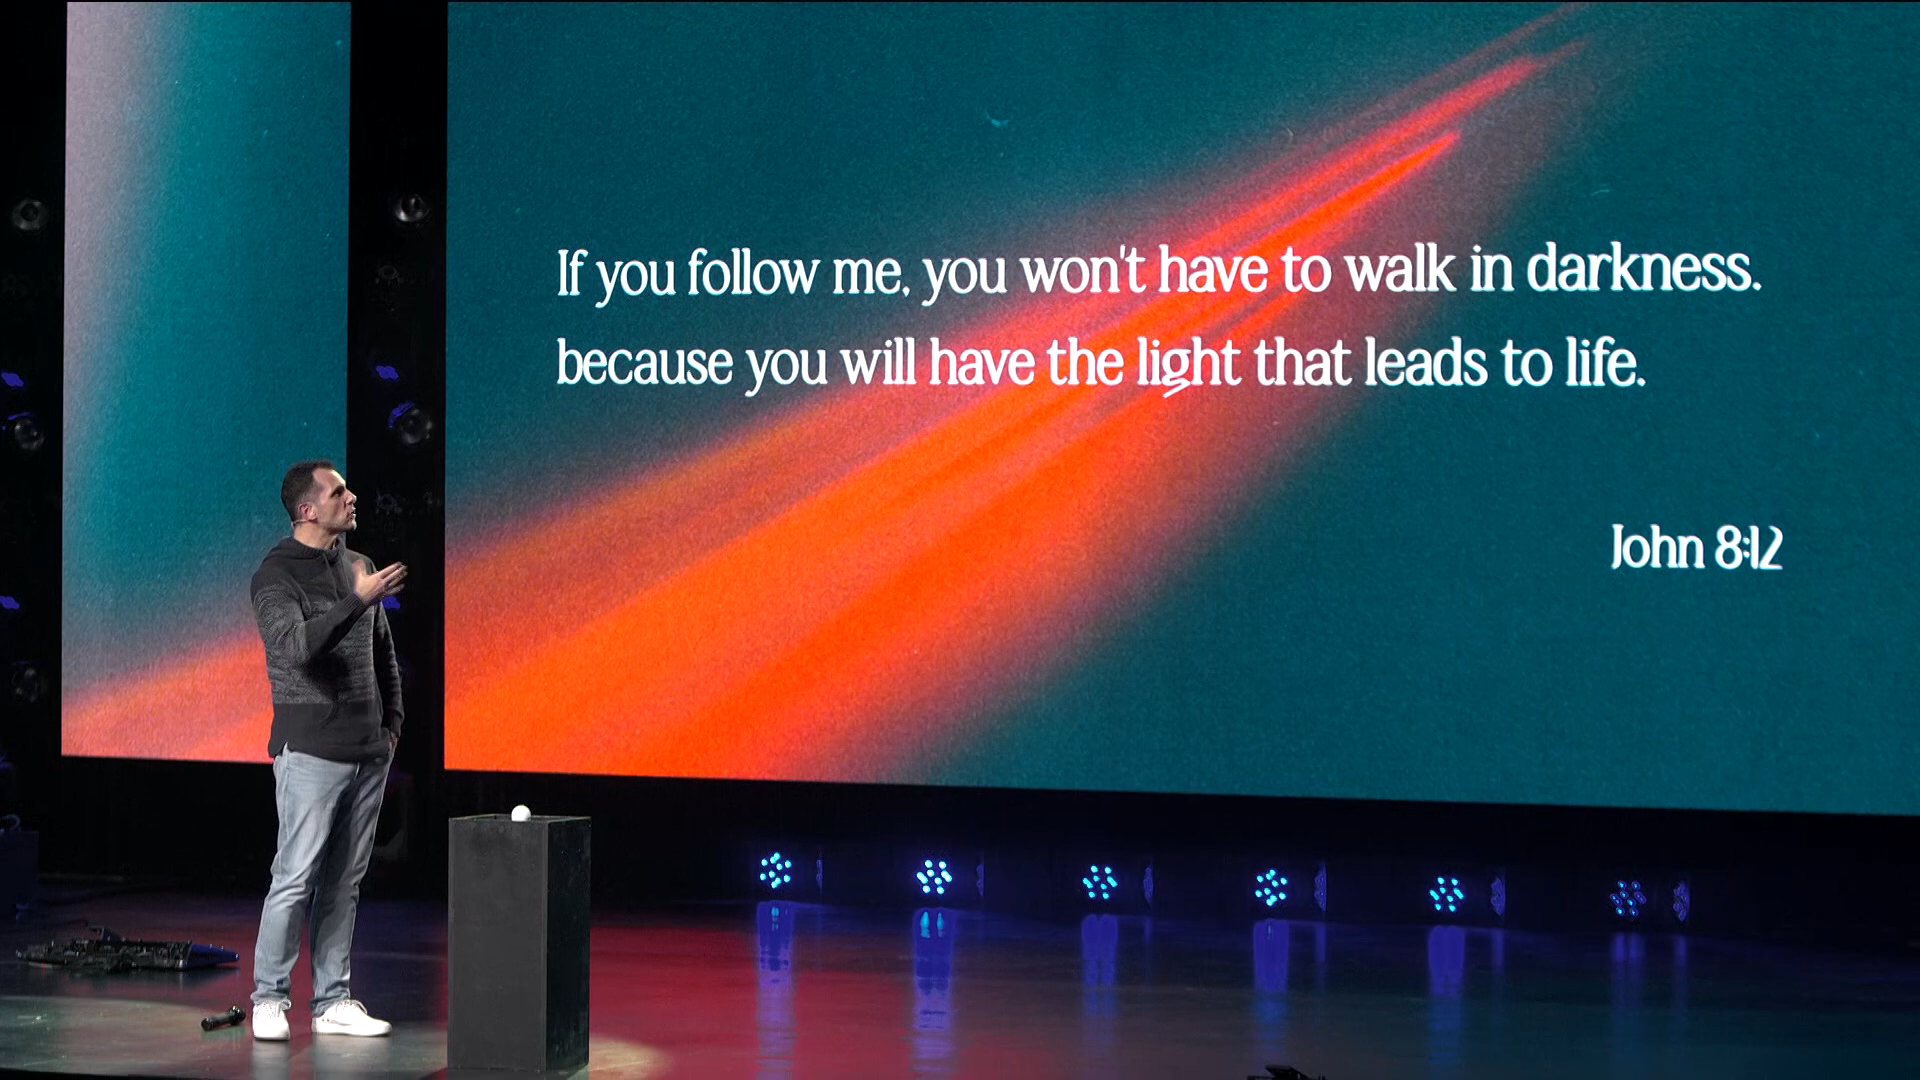 If you follow me, you won't have to walk in darkness.
because you will have the light that leads to life.
John 8:12